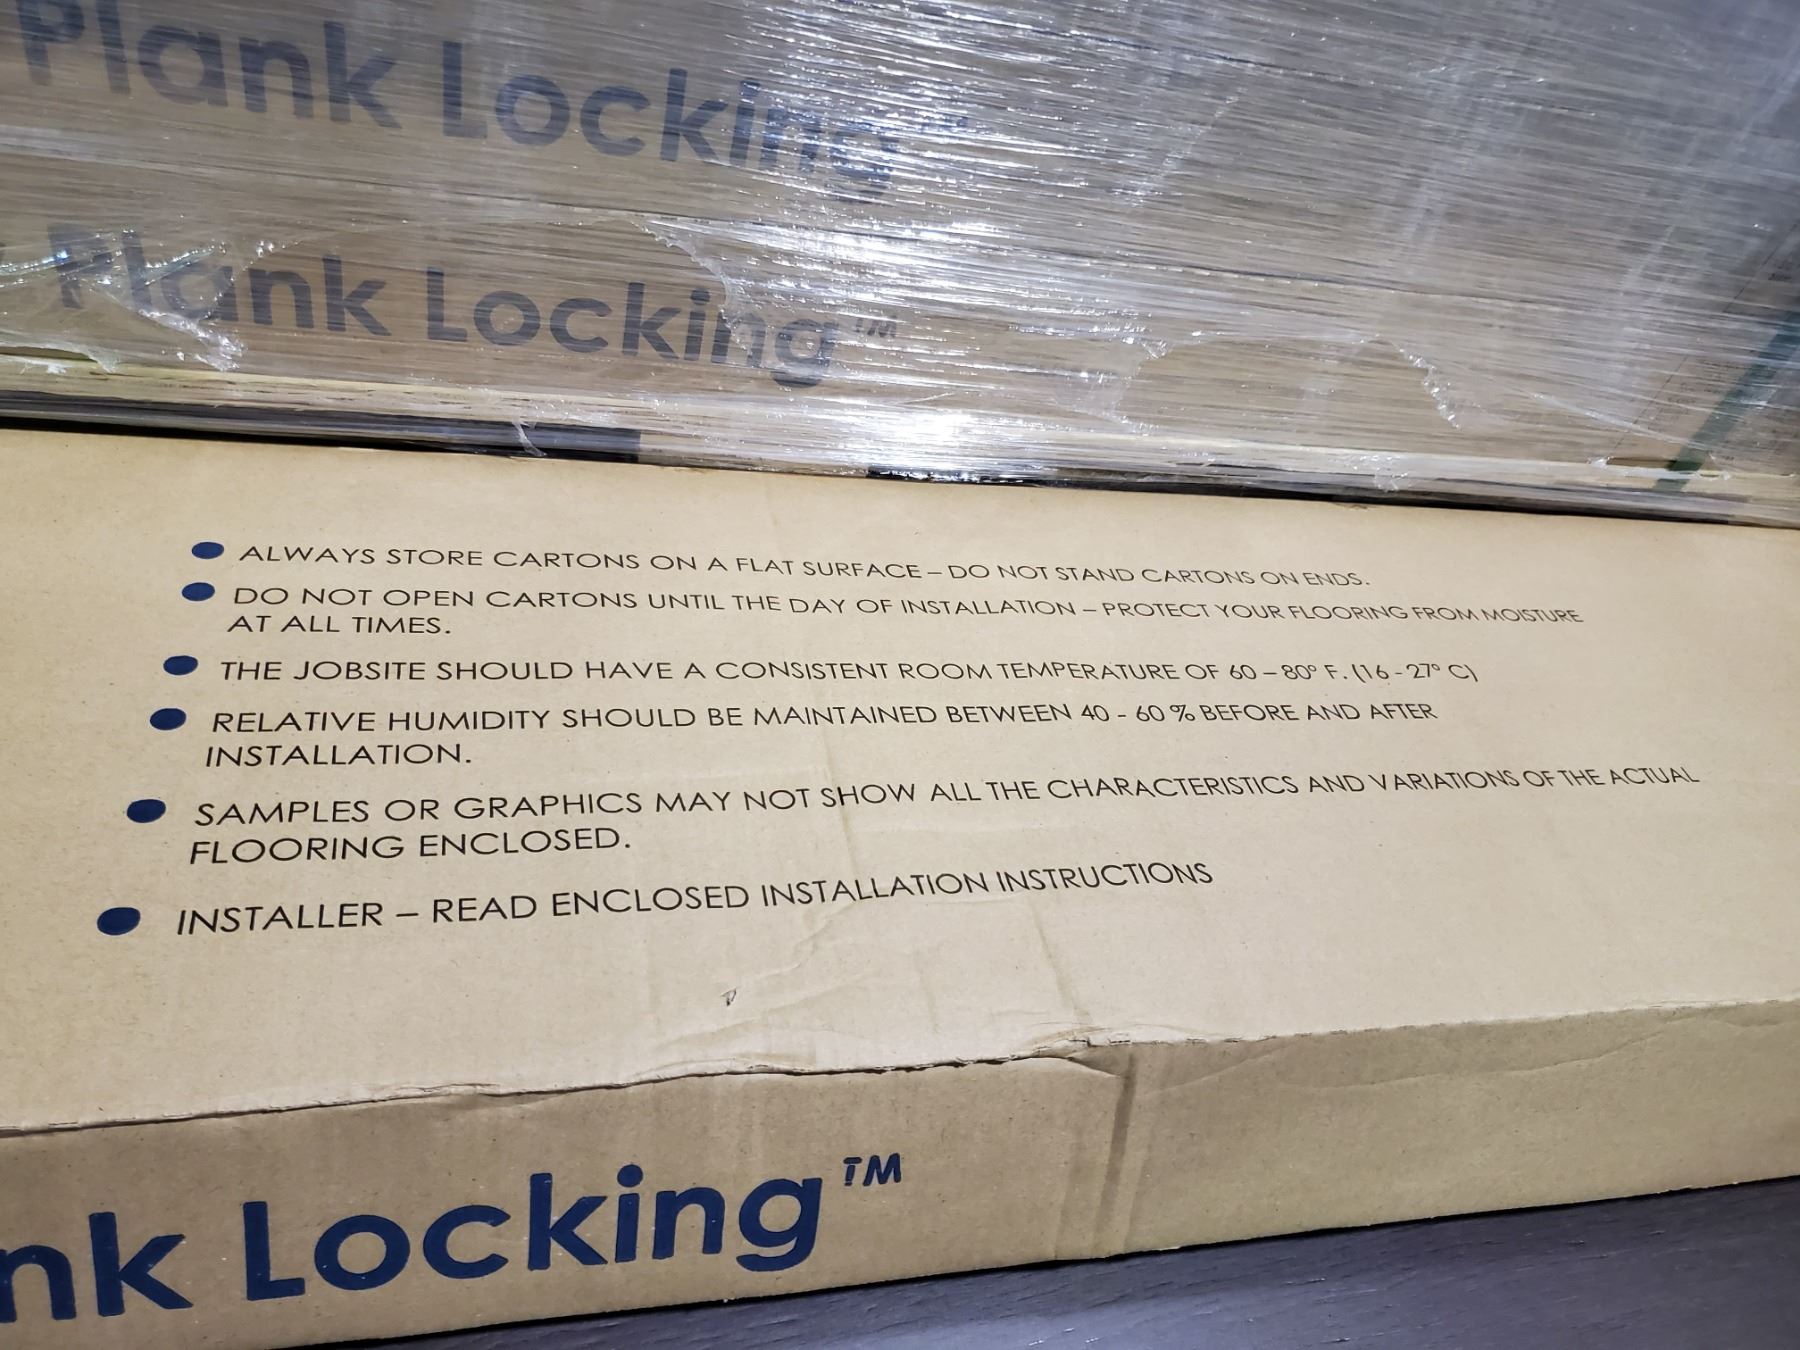 Plank Locking™
Plank Locking™
● ALWAYS STORE CARTONS ON A FLAT SURFACE – DO NOT STAND CARTONS ON ENDS.
● DO NOT OPEN CARTONS UNTIL THE DAY OF INSTALLATION – PROTECT YOUR FLOORING FROM MOISTURE
AT ALL TIMES.
● THE JOBSITE SHOULD HAVE A CONSISTENT ROOM TEMPERATURE OF 60 – 80° F. (16 - 27° C)
● RELATIVE HUMIDITY SHOULD BE MAINTAINED BETWEEN 40 - 60 % BEFORE AND AFTER
INSTALLATION.
● SAMPLES OR GRAPHICS MAY NOT SHOW ALL THE CHARACTERISTICS AND VARIATIONS OF THE ACTUAL
FLOORING ENCLOSED.
● INSTALLER – READ ENCLOSED INSTALLATION INSTRUCTIONS
nk Locking™